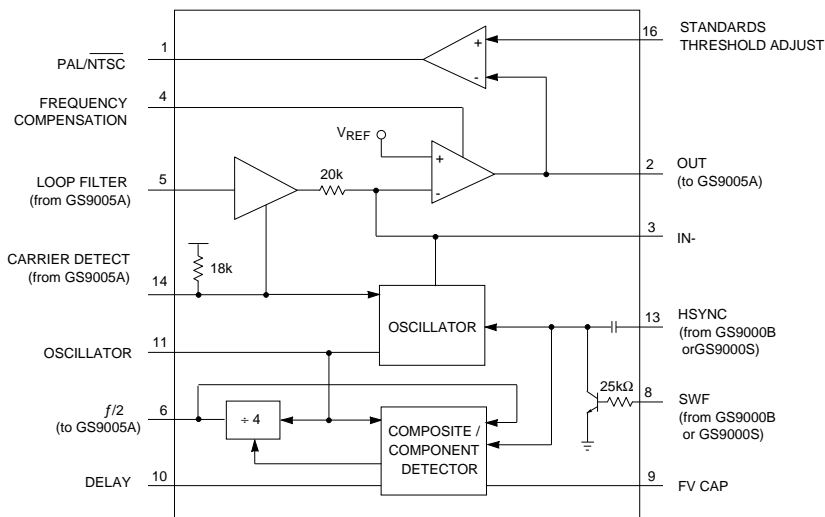 1
PAL/NTSC
16
STANDARDS
THRESHOLD ADJUST
+
-
4
FREQUENCY
COMPENSATION
VREF
+
-
2
OUT
(to GS9005A)
5
LOOP FILTER
(from GS9005A)
20k
3
IN-
CARRIER DETECT
(from GS9005A)
14
18k
OSCILLATOR
13
HSYNC
(from GS9000B
orGS9000S)
11
OSCILLATOR
25kΩ
8
SWF
(from GS9000B
or GS9000S)
6
ƒ/2
(to GS9005A)
÷ 4
COMPOSITE /
COMPONENT
DETECTOR
DELAY
10
9
FV CAP